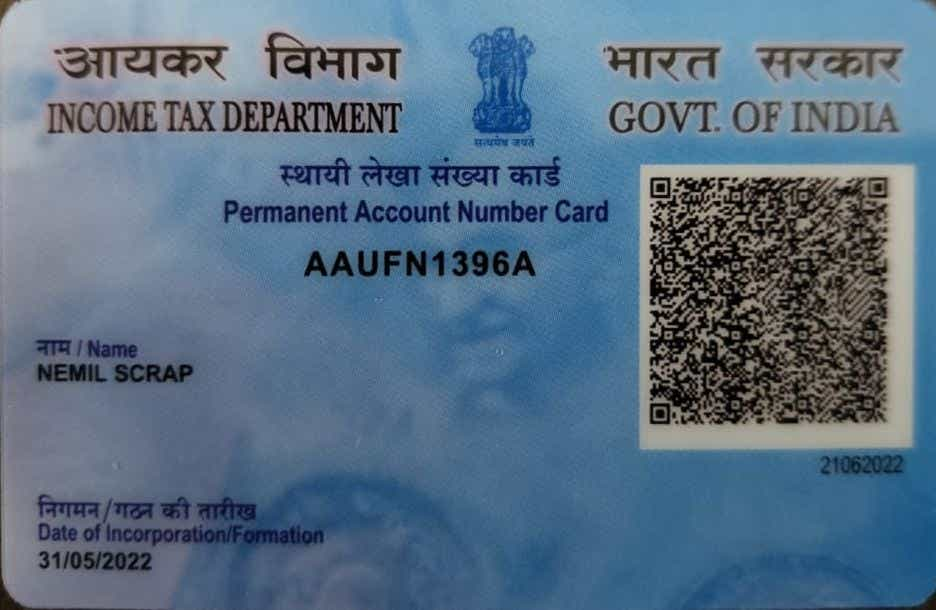 आयकर विभाग
INCOME TAX DEPARTMENT
सत्यमेव जयते
भारत सरकार
GOVT. OF INDIA
स्थायी लेखा संख्या कार्ड
Permanent Account Number Card
AAUFN1396A
नाम / Name
NEMIL SCRAP
21062022
निगमन/गठन की तारीख
Date of Incorporation/Formation
31/05/2022